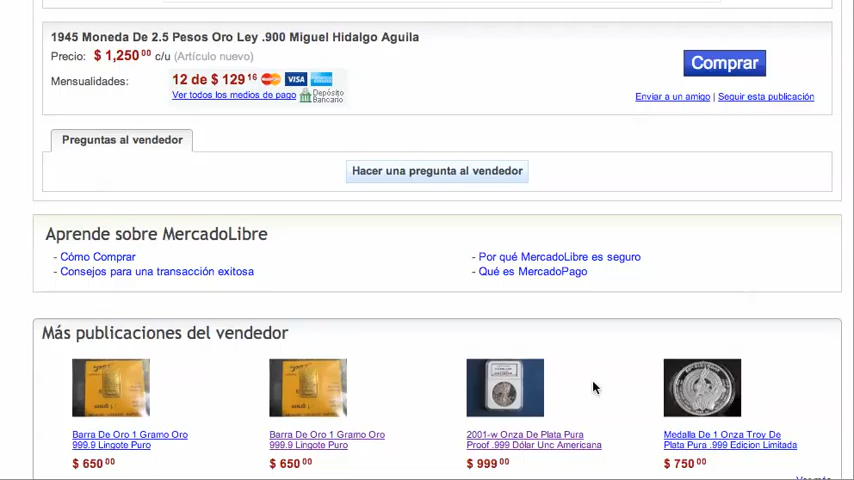 1945 Moneda De 2.5 Pesos Oro Ley .900 Miguel Hidalgo Aguila
Precio: $ 1,250 00 c/u (Artículo nuevo)
Comprar
Mensualidades: 12 de $ 129 16 VISA
Ver todos los medios de pago Depósito Bancario
Enviar a un amigo | Seguir esta publicación
Preguntas al vendedor
Hacer una pregunta al vendedor
Aprende sobre MercadoLibre
- Cómo Comprar
- Por qué MercadoLibre es seguro
- Consejos para una transacción exitosa
- Qué es MercadoPago
Más publicaciones del vendedor
Barra De Oro 1 Gramo Oro
999.9 Lingote Puro
$ 650 00
Barra De Oro 1 Gramo Oro
999.9 Lingote Puro
$ 650 00
2001-w Onza De Plata Pura
Proof .999 Dólar Unc Americana
$ 999 00
Medalla De 1 Onza Troy De
Plata Pura .999 Edicion Limitada
$ 750 00